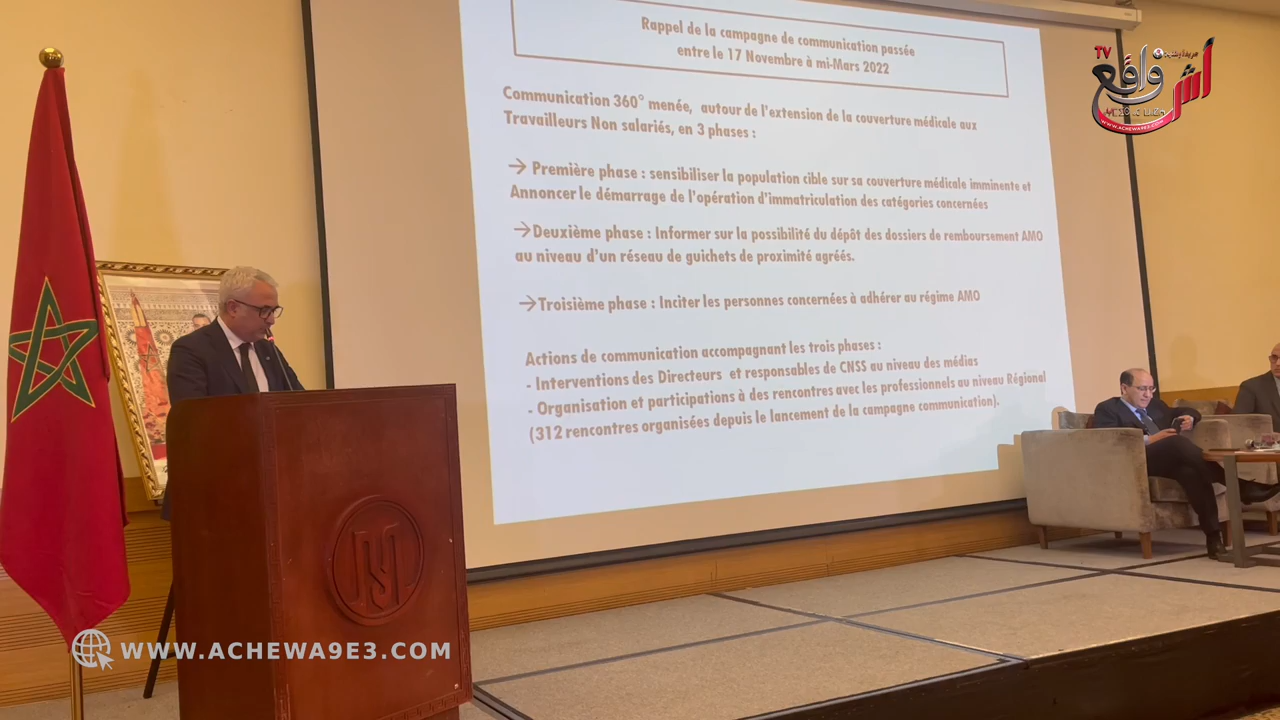 Rappel de la campagne de communication passée
entre le 17 Novembre à mi-Mars 2022
Communication 360° menée, autour de l'extension de la couverture médicale aux
Travailleurs Non salariés, en 3 phases :
→ Première phase : sensibiliser la population cible sur sa couverture médicale imminente et
Annoncer le démarrage de l'opération d'immatriculation des catégories concernées
→Deuxième phase : Informer sur la possibilité du dépôt des dossiers de remboursement AMO
au niveau d'un réseau de guichets de proximité agréés.
→Troisième phase : Inciter les personnes concernées à adhérer au régime AMO
Actions de communication accompagnant les trois phases :
- Interventions des Directeurs et responsables de CNSS au niveau des médias
- Organisation et participations à des rencontres avec les professionnels au niveau Régional
(312 rencontres organisées depuis le lancement de la campagne communication).
TV
أش واقع
WWW.ACHEWA9E3.COM
WWW.ACHEWA9E3.COM